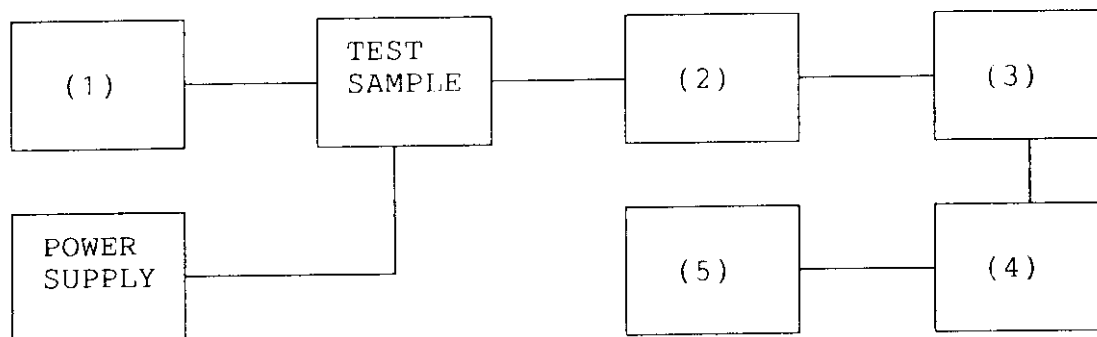 (1)
TEST
SAMPLE
(2)
(3)
POWER
SUPPLY
(5)
(4)